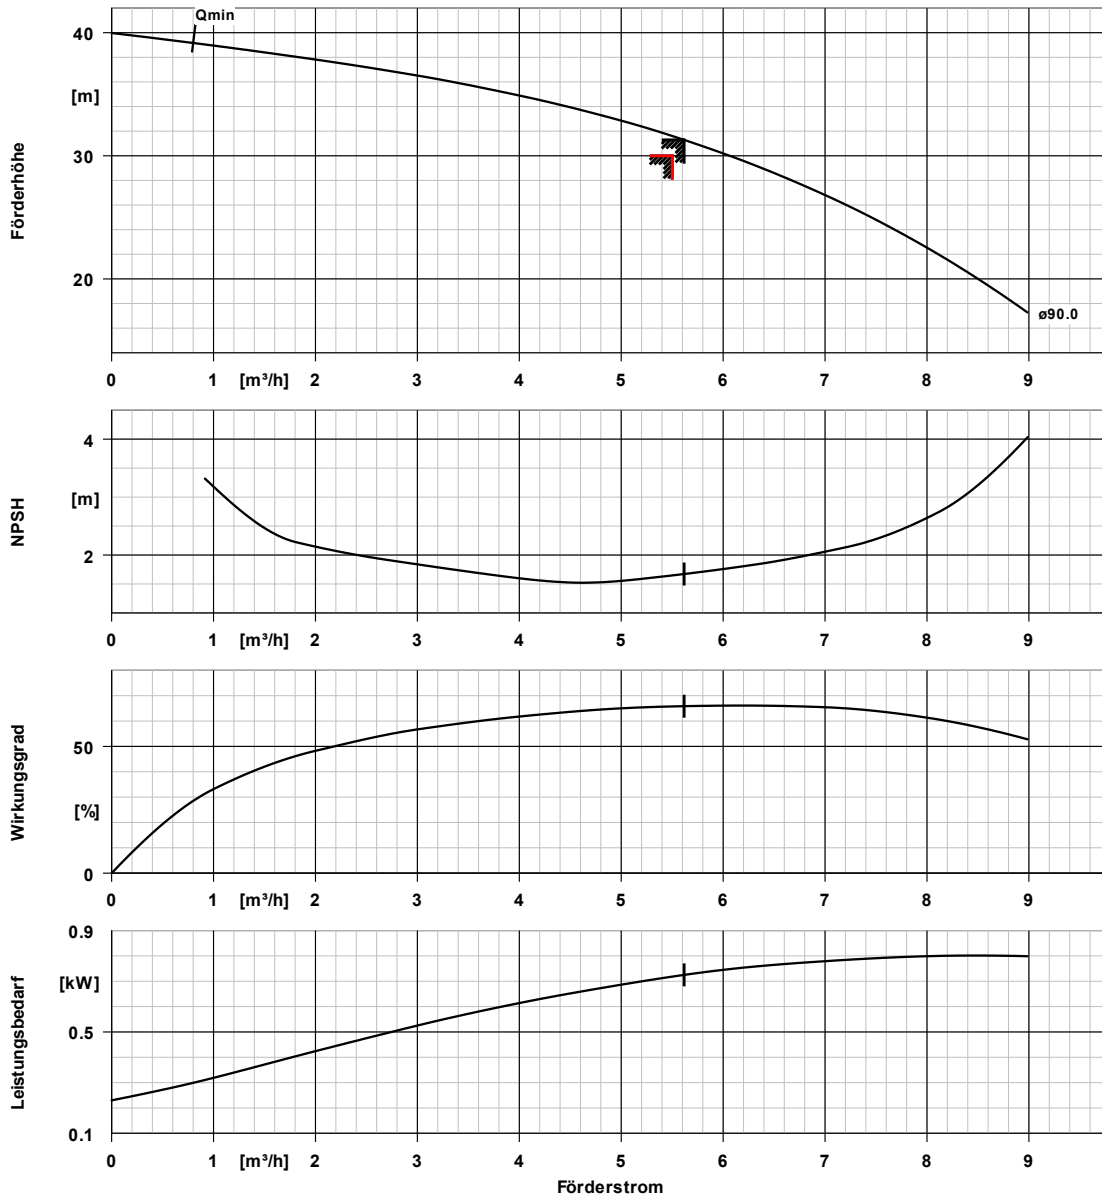 Qmin
40
[m]
30
20
Förderhöhe
ø90.0
0 1 [m³/h] 2 3 4 5 6 7 8 9
4
[m]
2
NPSH
0 1 [m³/h] 2 3 4 5 6 7 8 9
50
[%]
0
Wirkungsgrad
0 1 [m³/h] 2 3 4 5 6 7 8 9
0.9
[kW]
0.5
0.1
Leistungsbedarf
0 1 [m³/h] 2 3 4 5 6 7 8 9
Förderstrom